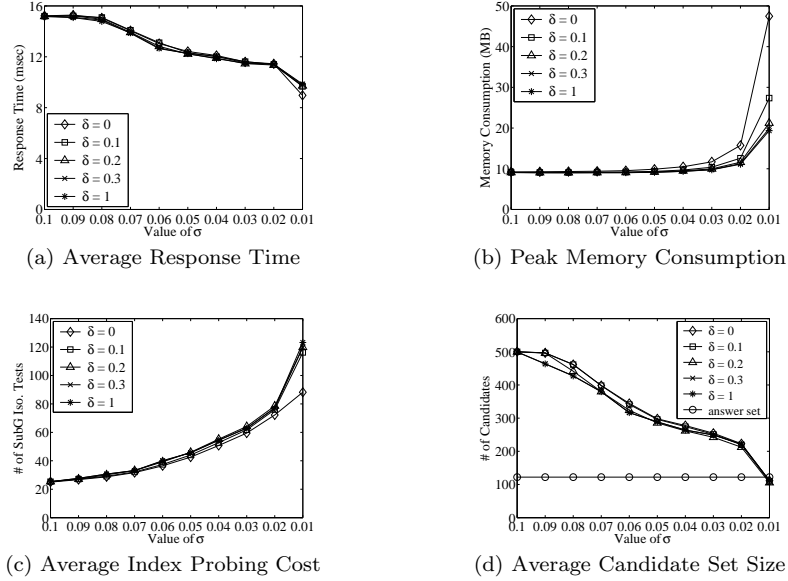 16
12
8
4
0
Response Time (msec)
δ = 0
δ = 0.1
δ = 0.2
δ = 0.3
δ = 1
0.1 0.09 0.08 0.07 0.06 0.05 0.04 0.03 0.02 0.01
Value of σ
(a) Average Response Time
50
40
30
20
10
0
Memory Consumption (MB)
δ = 0
δ = 0.1
δ = 0.2
δ = 0.3
δ = 1
0.1 0.09 0.08 0.07 0.06 0.05 0.04 0.03 0.02 0.01
Value of σ
(b) Peak Memory Consumption
140
120
100
80
60
40
20
0
# of SubG Iso. Tests
δ = 0
δ = 0.1
δ = 0.2
δ = 0.3
δ = 1
0.1 0.09 0.08 0.07 0.06 0.05 0.04 0.03 0.02 0.01
Value of σ
(c) Average Index Probing Cost
600
500
400
300
200
100
0
# of Candidates
δ = 0
δ = 0.1
δ = 0.2
δ = 0.3
δ = 1
answer set
0.1 0.09 0.08 0.07 0.06 0.05 0.04 0.03 0.02 0.01
Value of σ
(d) Average Candidate Set Size